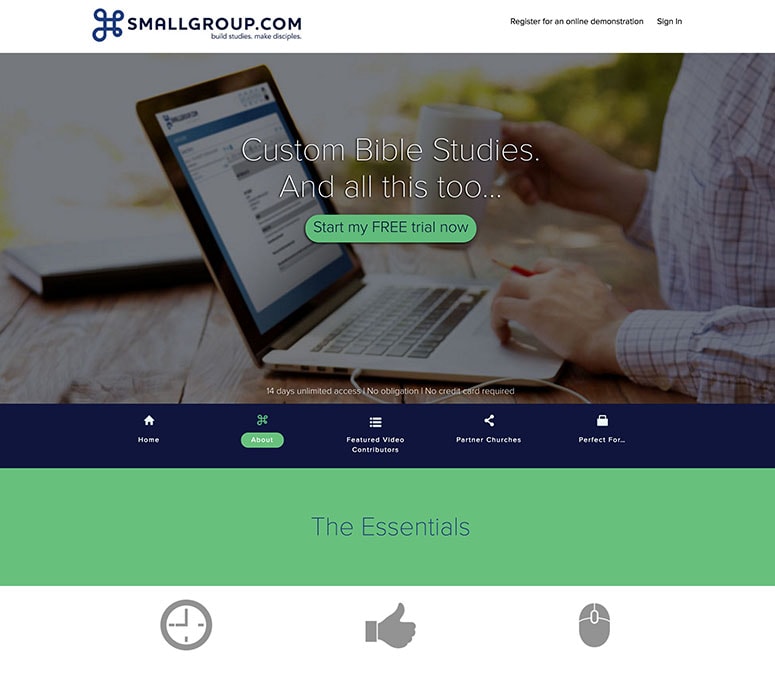 SMALLGROUP.COM
build studies. make disciples.
Register for an online demonstration Sign In
SMALLGROUP
Custom Bible Studies.
And all this too...
Start my FREE trial now
14 days unlimited access | No obligation | No credit card required
Home About Featured Video Partner Churches Perfect For...
Contributors
The Essentials